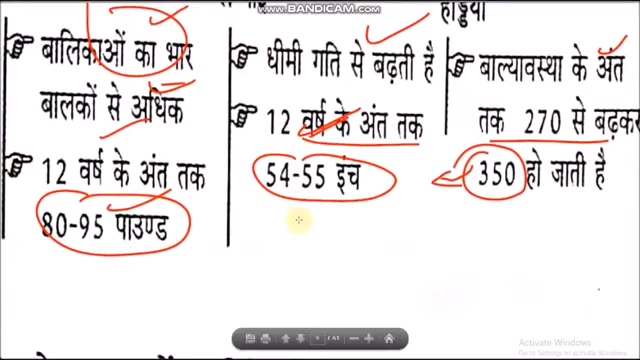 WWW.BANDICAM.COM
बालिकाओं का भार
बालकों से अधिक
12 वर्ष के अंत तक
80-95 पाउण्ड
धीमी गति से बढ़ती है
12 वर्ष के अंत तक
54-55 इंच
बाल्यावस्था के अंत
तक 270 से बढ़कर
350 हो जाती है
Activate Windows
Go to Settings to activate Windows.